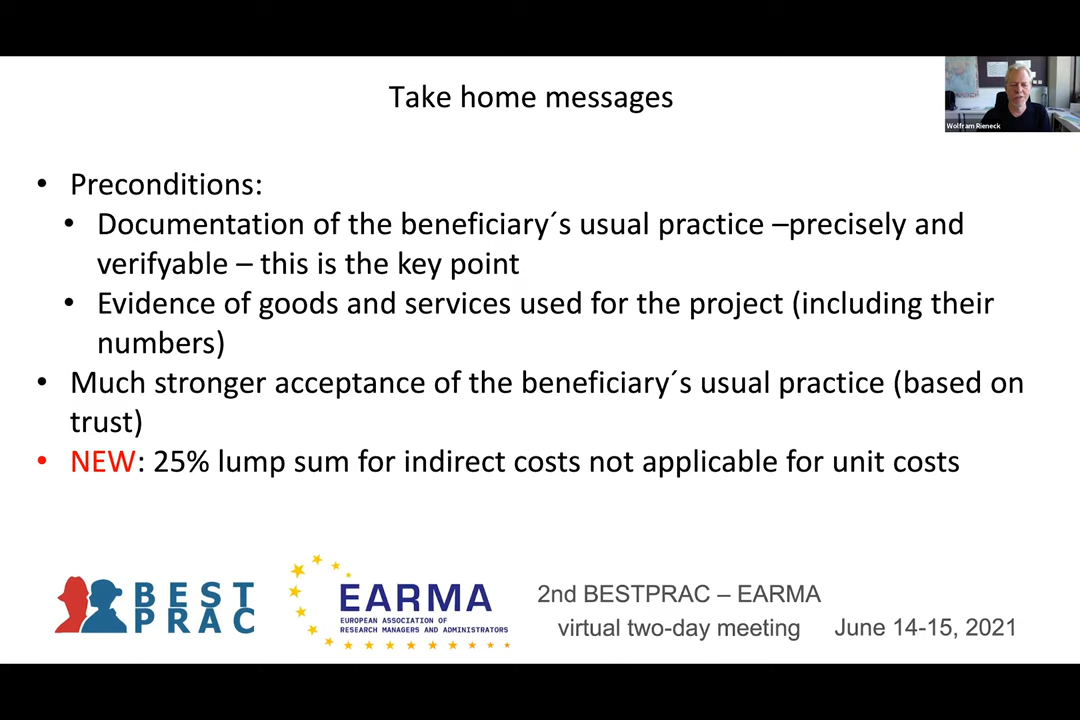 Take home messages
Wolfram Rieneck
• Preconditions:
• Documentation of the beneficiary´s usual practice –precisely and
verifyable – this is the key point
• Evidence of goods and services used for the project (including their
numbers)
• Much stronger acceptance of the beneficiary´s usual practice (based on
trust)
• NEW: 25% lump sum for indirect costs not applicable for unit costs
BEST
PRAC
EARMA
EUROPEAN ASSOCIATION OF
RESEARCH MANAGERS AND ADMINISTRATORS
2nd BESTPRAC – EARMA
virtual two-day meeting June 14-15, 2021